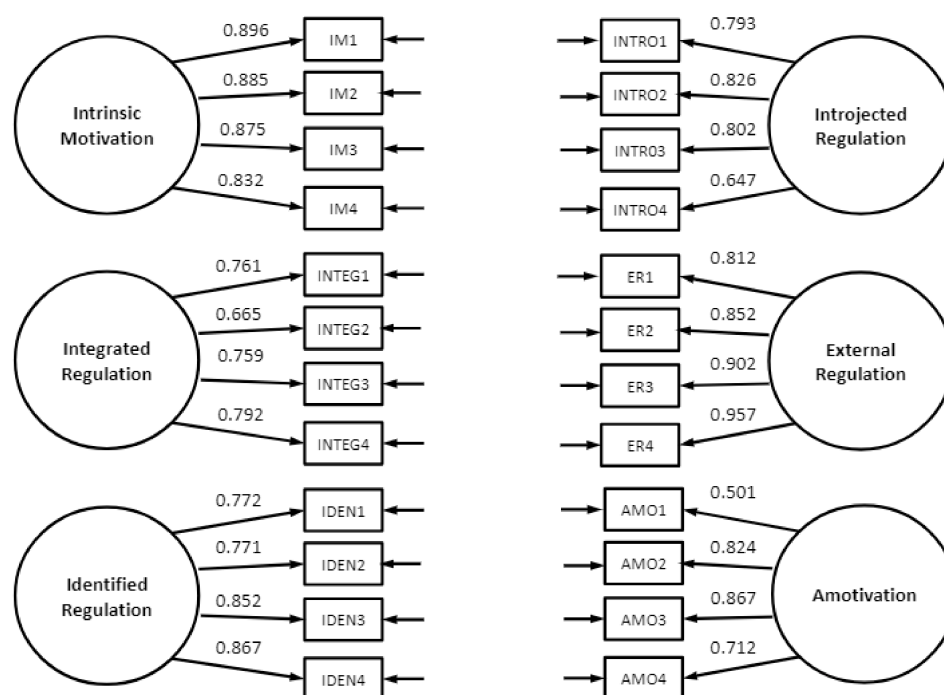 0.896
IM1
0.885
IM2
Intrinsic
Motivation
0.875
IM3
0.832
IM4
0.793
INTRO1
0.826
INTRO2
Introjected
Regulation
0.802
INTR03
0.647
INTRO4
0.761
INTEG1
0.665
INTEG2
Integrated
Regulation
0.759
INTEG3
0.792
INTEG4
0.812
ER1
0.852
ER2
External
Regulation
0.902
ER3
0.957
ER4
0.772
IDEN1
0.771
IDEN2
Identified
Regulation
0.852
IDEN3
0.867
IDEN4
0.501
AMO1
0.824
AMO2
Amotivation
0.867
AMO3
0.712
AMO4